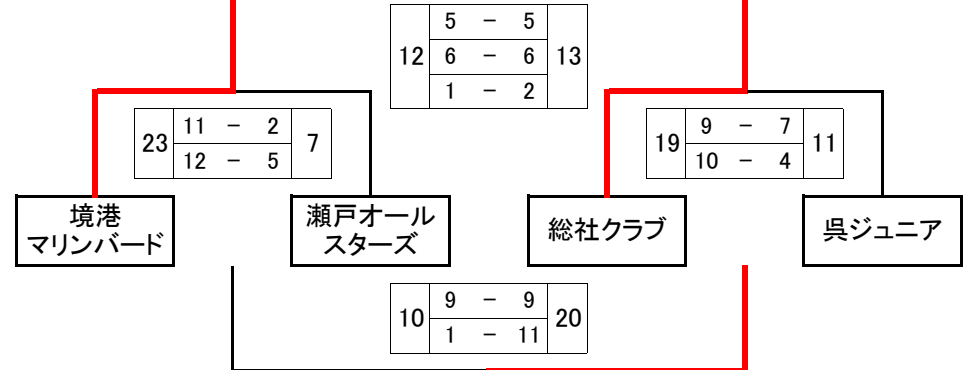 5 － 5
12 6 － 6 13
1 － 2
11 － 2
23 7
12 － 5
9 － 7
19 11
10 － 4
境港
マリンバード
瀬戸オール
スターズ
総社クラブ
呉ジュニア
9 － 9
10 20
1 － 11